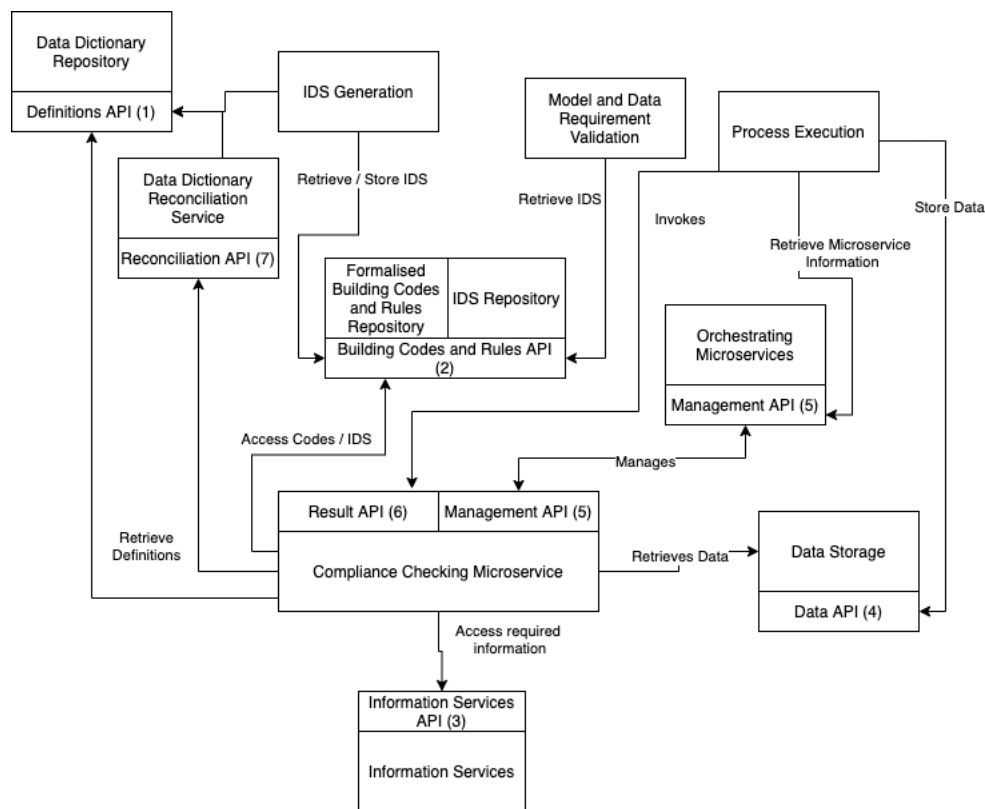 Data Dictionary
Repository
Definitions API (1)
IDS Generation
Model and Data
Requirement
Validation
Process Execution
Data Dictionary
Reconciliation
Service
Reconciliation API (7)
Retrieve / Store IDS
Retrieve IDS
Invokes
Store Data
Retrieve Microservice
Information
Formalised
Building Codes
and Rules
Repository
IDS Repository
Building Codes and Rules API
(2)
Orchestrating
Microservices
Management API (5)
Access Codes / IDS
Manages
Result API (6)
Management API (5)
Compliance Checking Microservice
Retrieve
Definitions
Retrieves Data
Data Storage
Data API (4)
Access required
information
Information Services
API (3)
Information Services